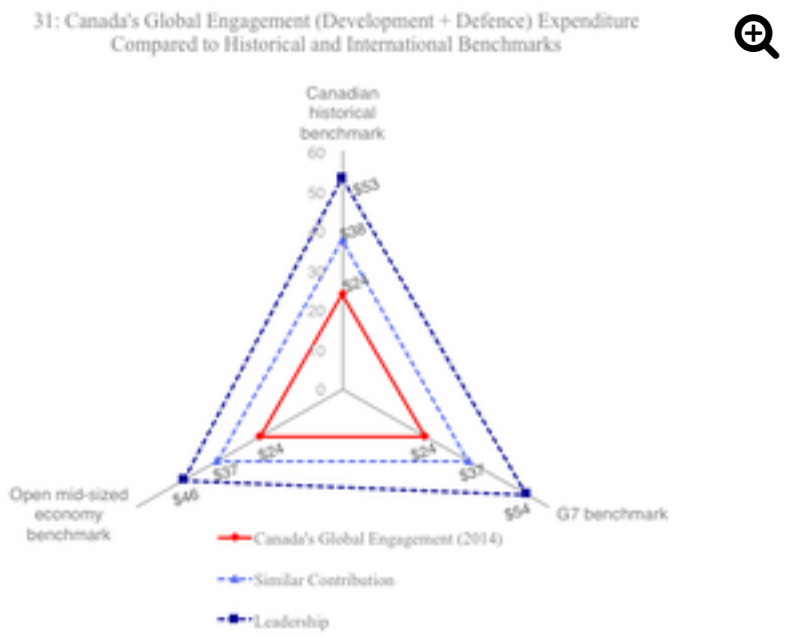 31: Canada's Global Engagement (Development + Defence) Expenditure
Compared to Historical and International Benchmarks
Canadian
historical
benchmark
60
$53
50
$38
40
30
$24
20
10
0
$24
$24
$37
$37
Open mid-sized
economy
benchmark
$46
$54
G7 benchmark
Canada's Global Engagement (2014)
Similar Contribution
Leadership